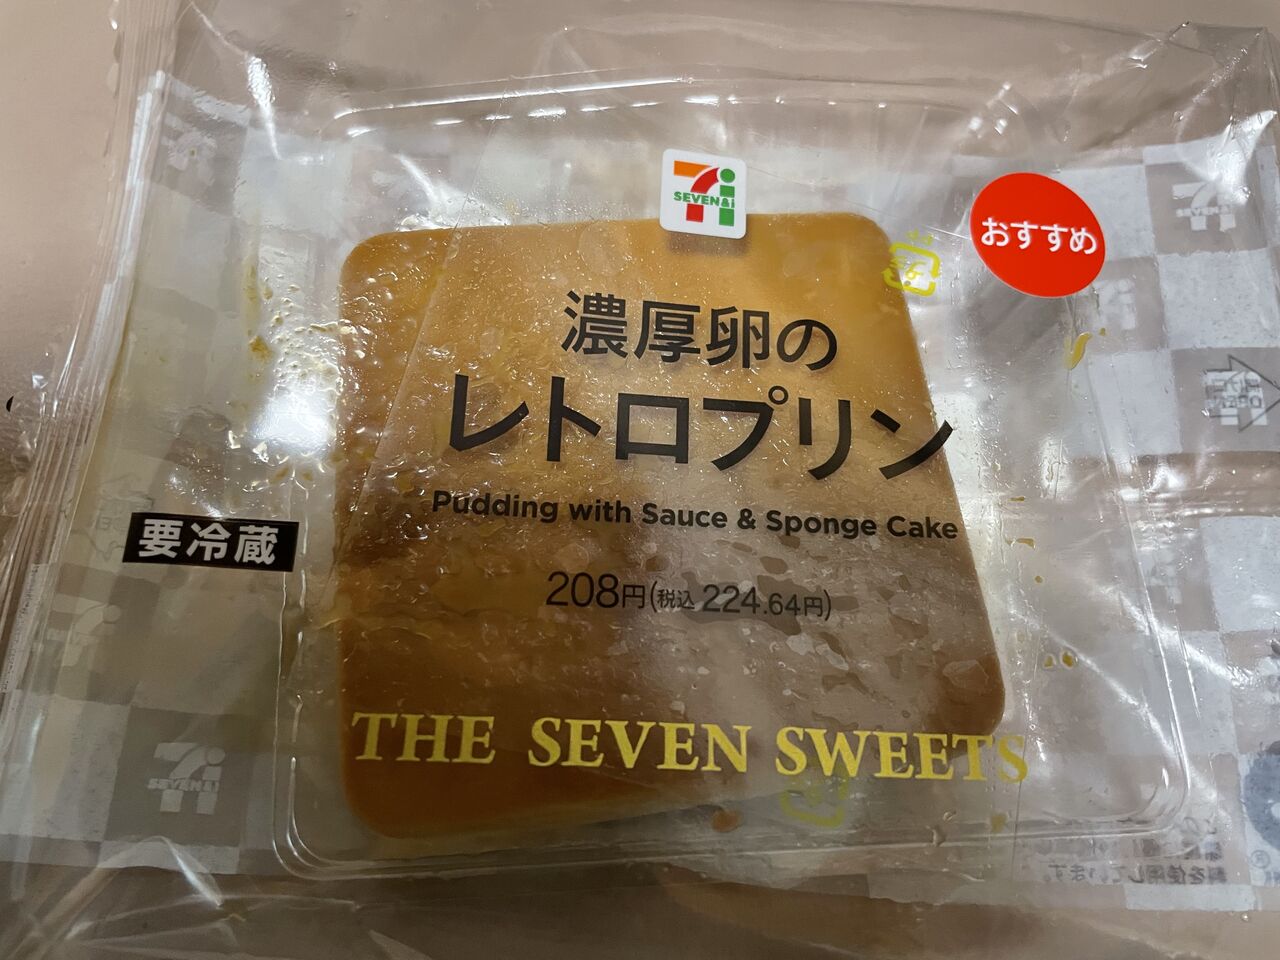 SEVEN&i
おすすめ
濃厚卵の
レトロプリン
Pudding with Sauce & Sponge Cake
要冷蔵
208円(税込 224.64円)
THE SEVEN SWEETS